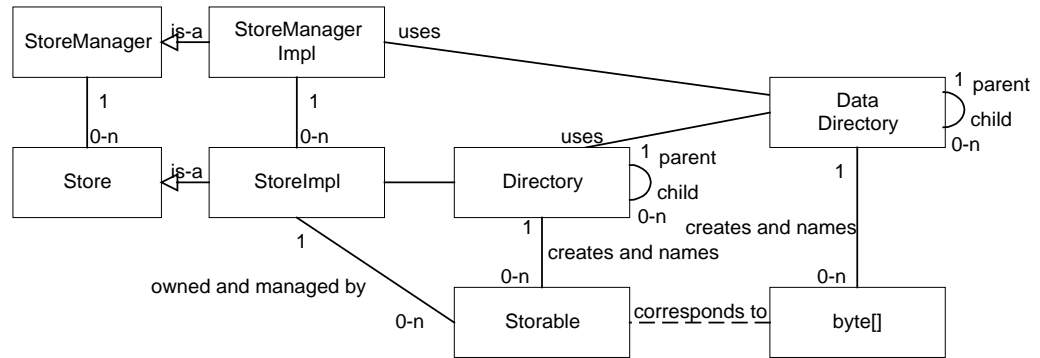 StoreManager
is-a
StoreManager
Impl
uses
1
0-n
1
0-n
Data
Directory
1 parent
child
0-n
Store
is-a
StoreImpl
uses
Directory
1 parent
child
0-n
1
creates and names
0-n
1
creates and names
0-n
1
owned and managed by
0-n
Storable
corresponds to
byte[]